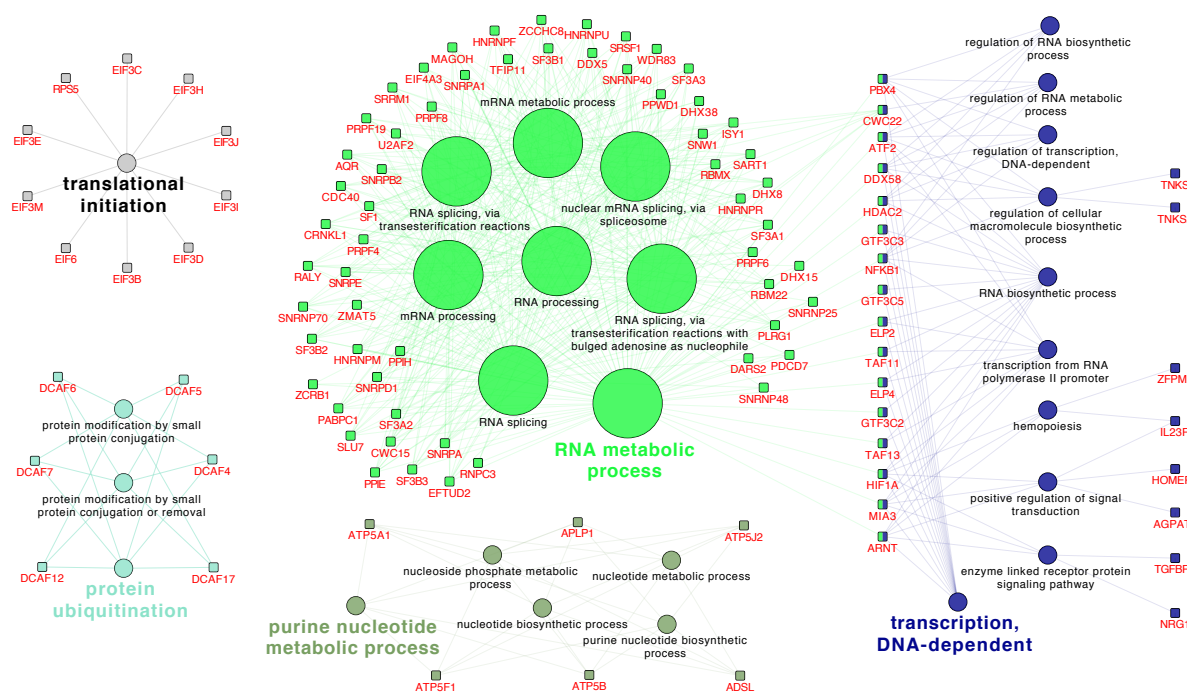 EIF3C
RPS5
EIF3H
EIF3E
EIF3J
translational
initiation
EIF3M
EIF3I
EIF6
EIF3D
EIF3B
DCAF6
DCAF5
protein modification by small
protein conjugation
DCAF7
DCAF4
protein modification by small
protein conjugation or removal
DCAF12
DCAF17
protein
ubiquitination
ZCCHC8
HNRNPU
HNRNPF
SRSF1
MAGOH
SF3B1
DDX5
WDR83
TFIP11
EIF4A3
SNRPA1
SNRNP40
SF3A3
SRRM1
mRNA metabolic process
PPWD1
DHX38
PRPF8
PRPF19
ISY1
U2AF2
SNW1
AQR
SART1
SNRPB2
RBMX
CDC40
DHX8
HNRNPR
SF1
RNA splicing, via
transesterification reactions
nuclear mRNA splicing, via
spliceosome
CRNKL1
SF3A1
PRPF4
PRPF6
RALY
SNRPE
DHX15
RBM22
RNA processing
SNRNP70
ZMAT5
mRNA processing
SNRNP25
RNA splicing, via
transesterification reactions with
bulged adenosine as nucleophile
PLRG1
SF3B2
HNRNPM
PPIH
DARS2
PDCD7
ZCRB1
SNRPD1
SNRNP48
PABPC1
SF3A2
RNA splicing
SLU7
CWC15
SNRPA
RNA metabolic
process
PPIE
SF3B3
RNPC3
EFTUD2
ATP5A1
APLP1
ATP5J2
nucleoside phosphate metabolic
process
nucleotide metabolic process
purine nucleotide
metabolic process
nucleotide biosynthetic process
purine nucleotide biosynthetic
process
ATP5F1
ATP5B
ADSL
PBX4
CWC22
ATF2
DDX58
HDAC2
GTF3C3
NFKB1
GTF3C5
ELP2
TAF11
ELP4
GTF3C2
TAF13
HIF1A
MIA3
ARNT
regulation of RNA biosynthetic
process
regulation of RNA metabolic
process
regulation of transcription,
DNA-dependent
regulation of cellular
macromolecule biosynthetic
process
RNA biosynthetic process
transcription from RNA
polymerase II promoter
hemopoiesis
positive regulation of signal
transduction
enzyme linked receptor protein
signaling pathway
transcription,
DNA-dependent
TNKS
TNKS
ZFPM
IL23R
HOMER
AGPAT
TGFBR
NRG1